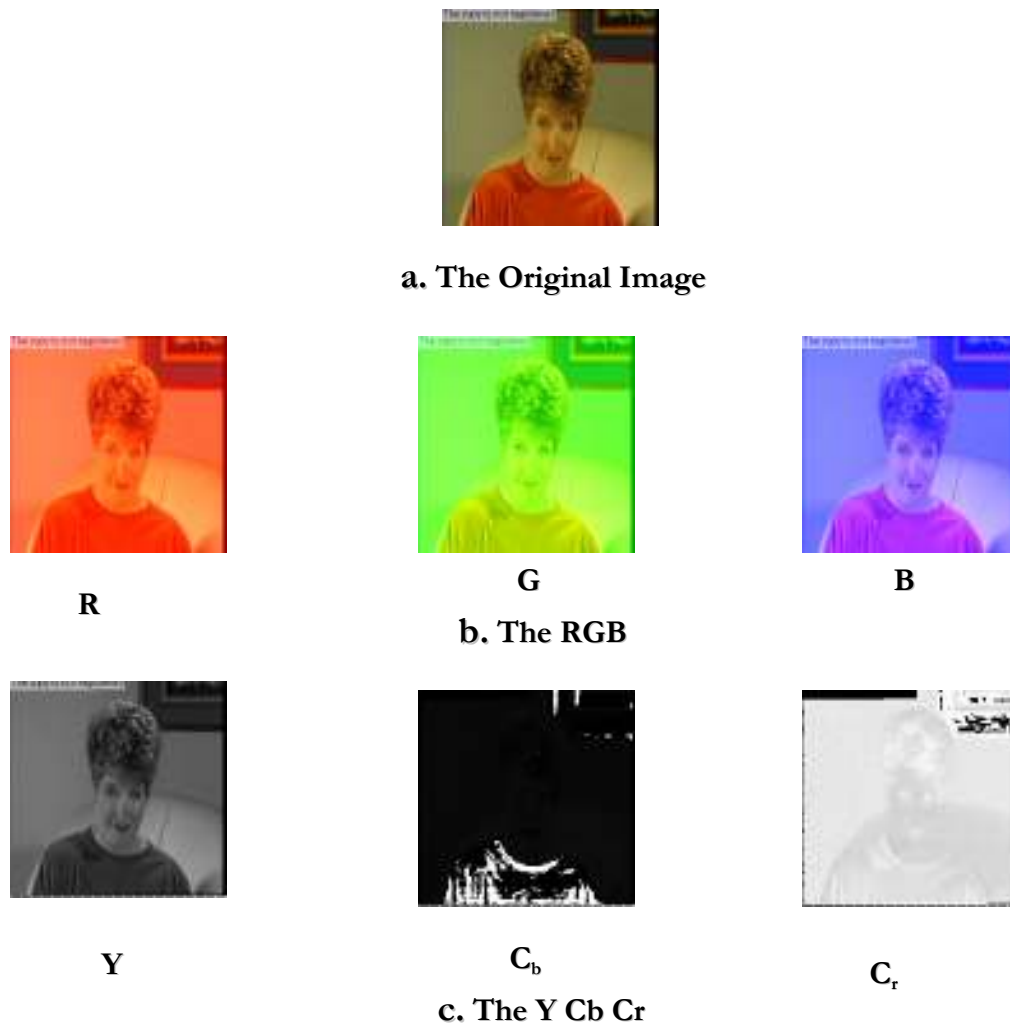 a. The Original Image
R
G
B
b. The RGB
Y
Cb
Cr
c. The Y Cb Cr